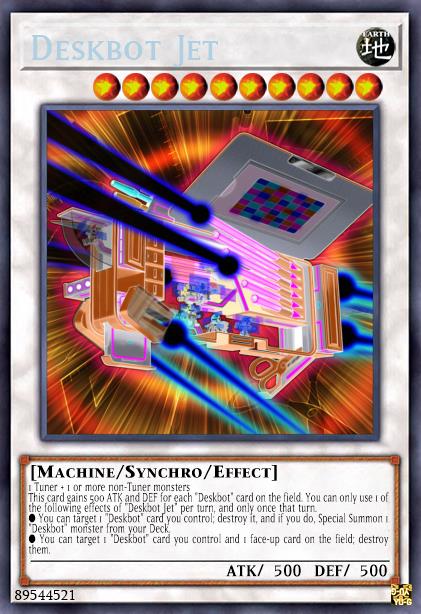 Deskbot Jet
EARTH
地
[Machine/Synchro/Effect]
1 Tuner + 1 or more non-Tuner monsters
This card gains 500 ATK and DEF for each "Deskbot" card on the field. You can only use 1 of
the following effects of "Deskbot Jet" per turn, and only once that turn.
● You can target 1 "Deskbot" card you control; destroy it, and if you do, Special Summon 1
"Deskbot" monster from your Deck.
● You can target 1 "Deskbot" card you control and 1 face-up card on the field; destroy
them.
ATK/ 500 DEF/ 500
89544521